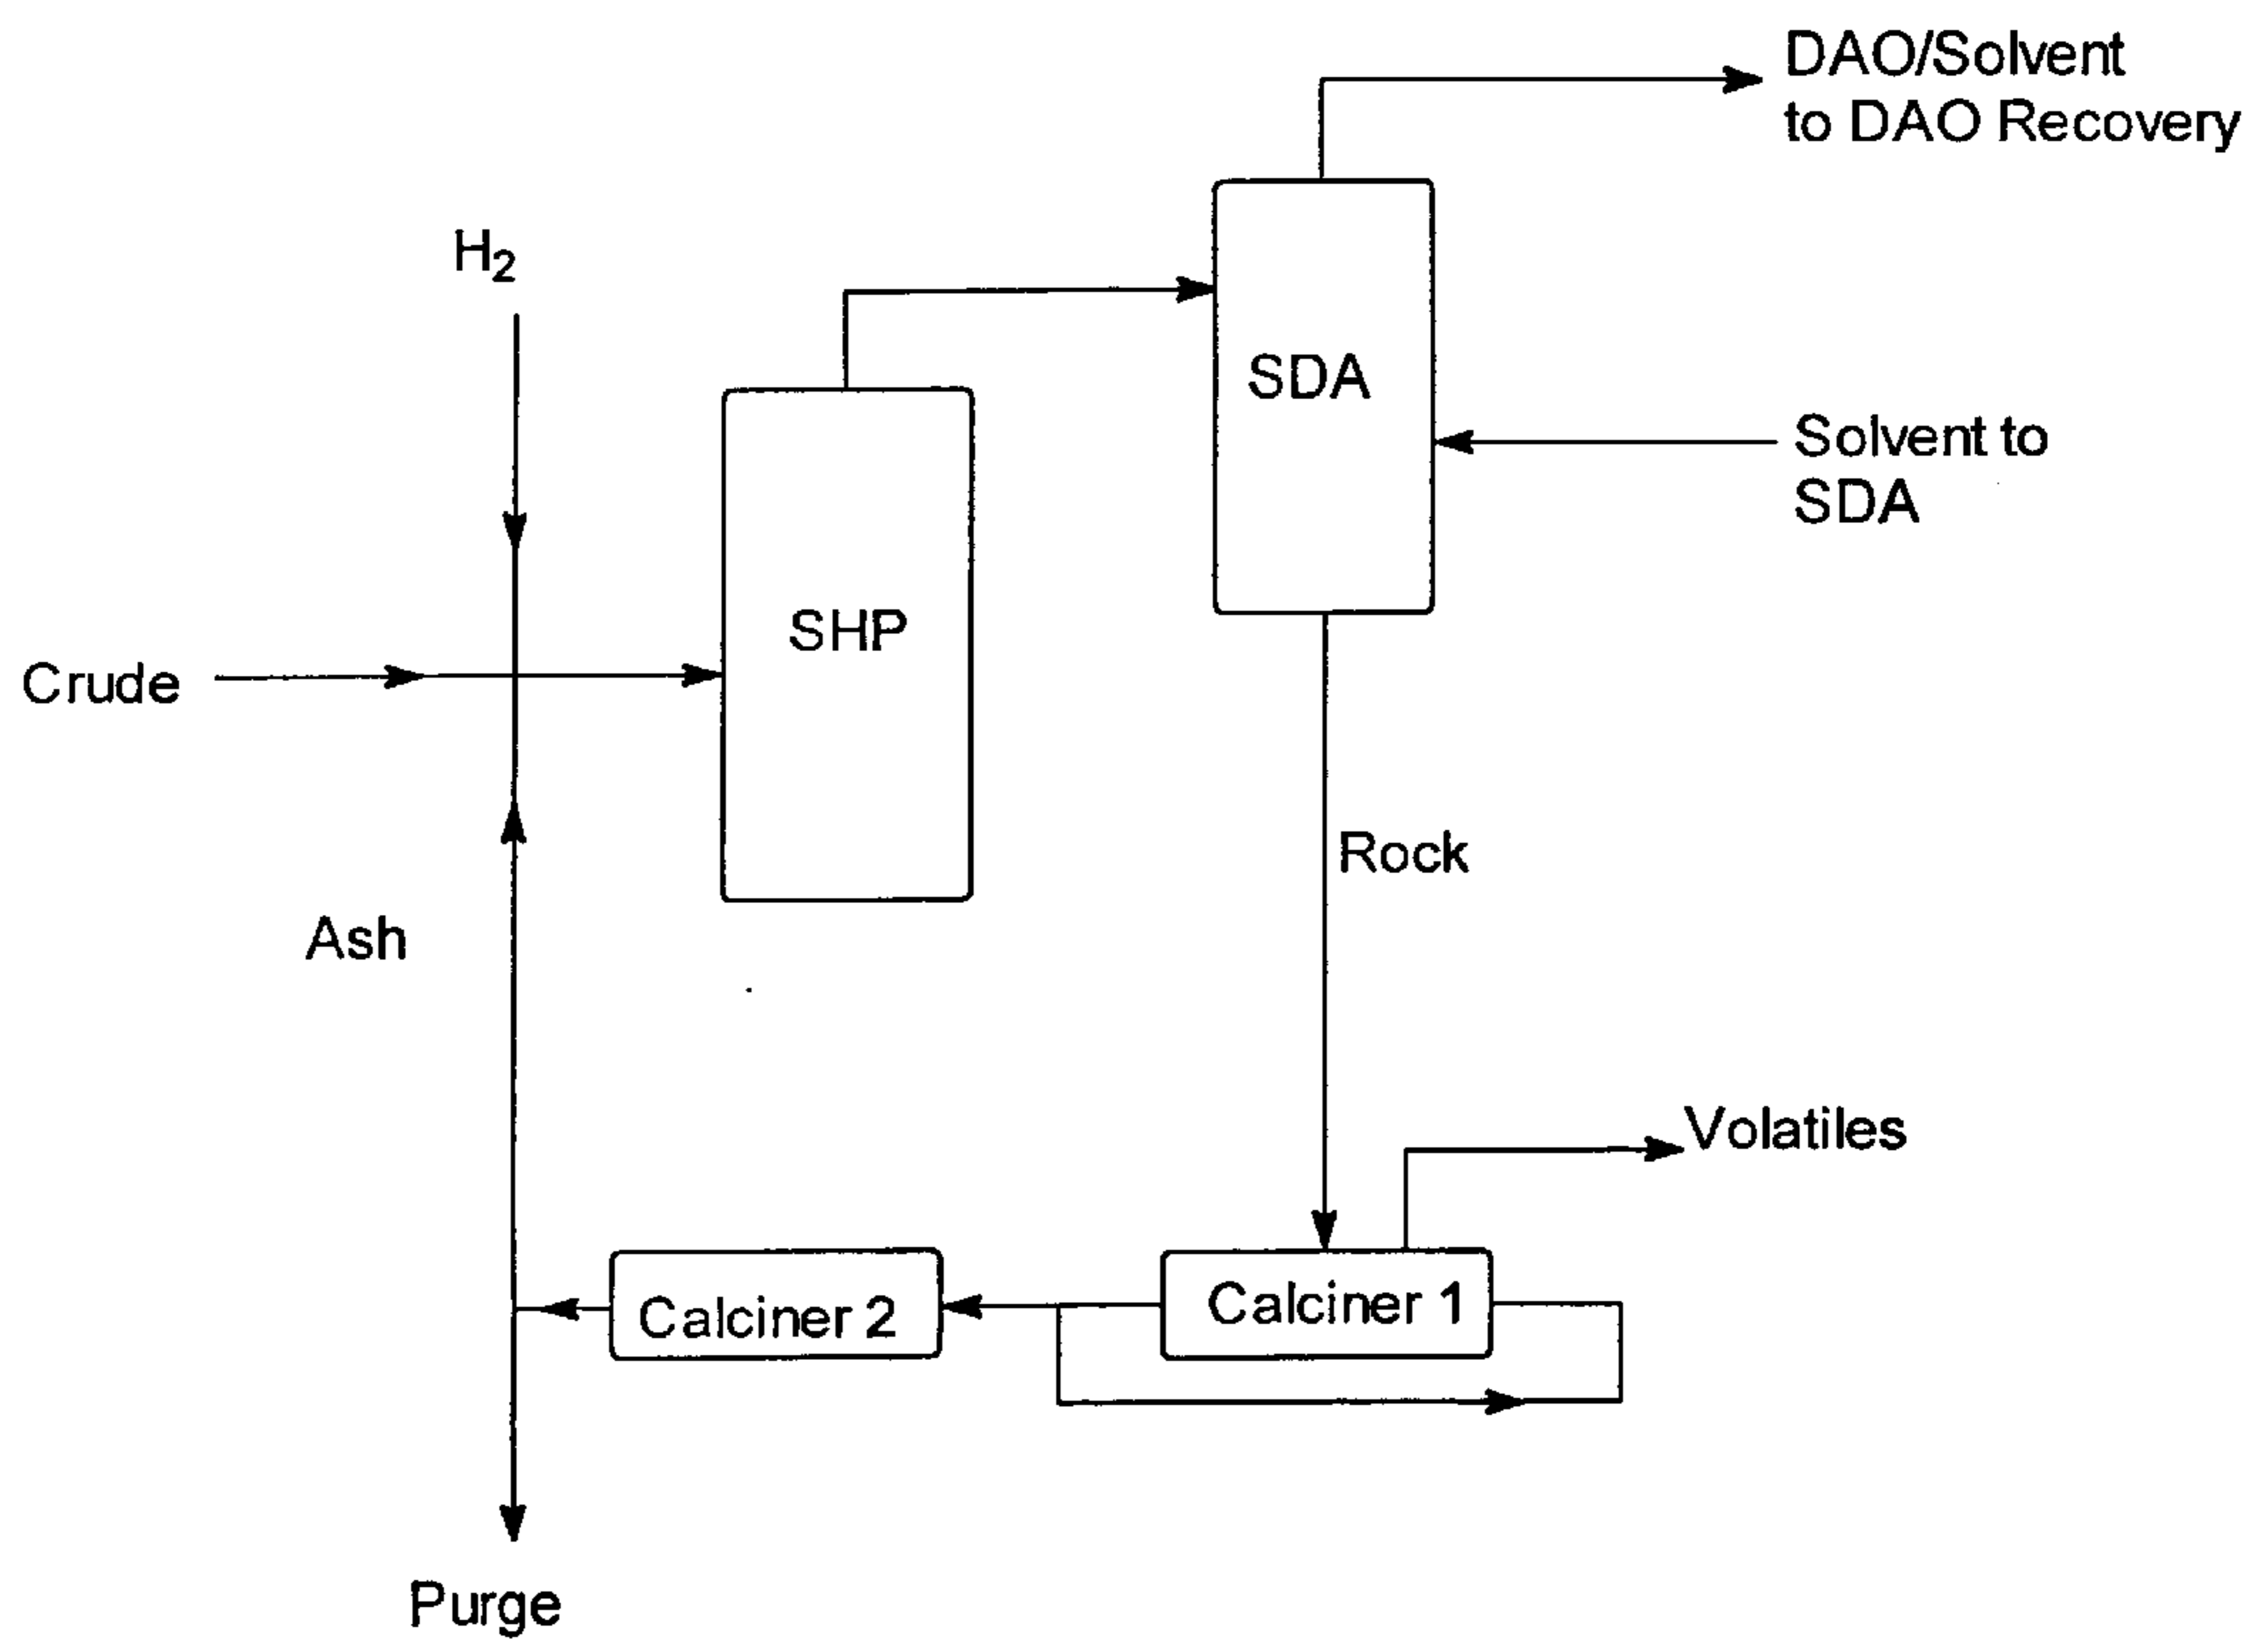 DAO/Solvent
to DAO Recovery
H2
SDA
Solvent to
SDA
SHP
Crude
Rock
Ash
Volatiles
Calciner 2
Calciner 1
Purge